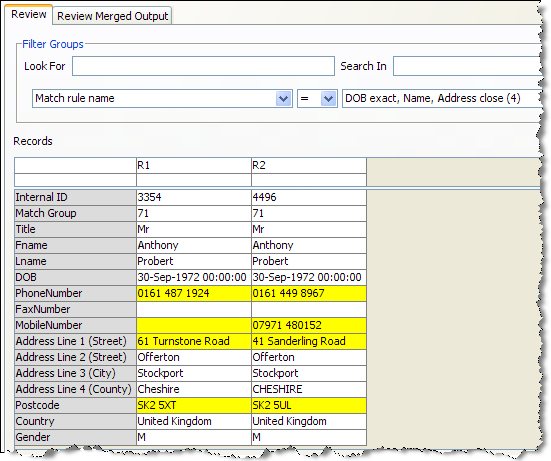 Review Review Merged Output
Filter Groups
Look For Search In
Match rule name = DOB exact, Name, Address close (4)
Records
R1 R2
Internal ID 3354 4496
Match Group 71 71
Title Mr Mr
Fname Anthony Anthony
Lname Probert Probert
DOB 30-Sep-1972 00:00:00 30-Sep-1972 00:00:00
PhoneNumber 0161 487 1924 0161 449 8967
FaxNumber
MobileNumber 07971 480152
Address Line 1 (Street) 61 Turnstone Road 41 Sanderling Road
Address Line 2 (Street) Offerton Offerton
Address Line 3 (City) Stockport Stockport
Address Line 4 (County) Cheshire CHESHIRE
Postcode SK2 5XT SK2 5UL
Country United Kingdom United Kingdom
Gender M M